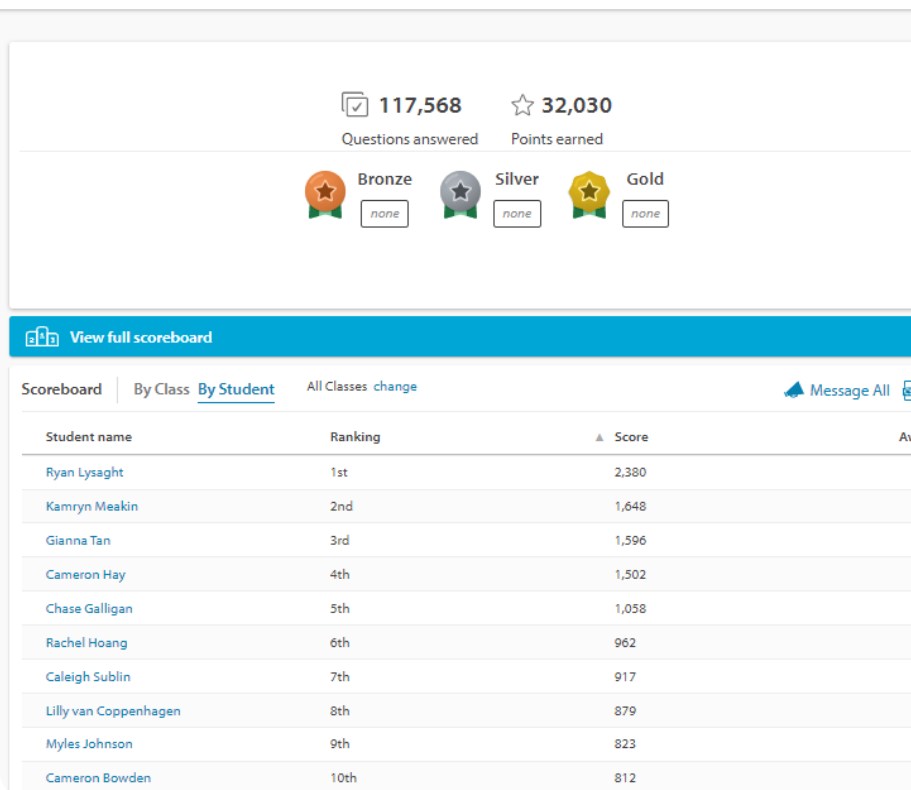 117,568 32,030
Questions answered Points earned
Bronze Silver Gold
none none none
View full scoreboard
Scoreboard By Class By Student All Classes change Message All
Student name Ranking ▲ Score
Ryan Lysaght 1st 2,380
Kamryn Meakin 2nd 1,648
Gianna Tan 3rd 1,596
Cameron Hay 4th 1,502
Chase Galligan 5th 1,058
Rachel Hoang 6th 962
Caleigh Sublin 7th 917
Lilly van Coppenhagen 8th 879
Myles Johnson 9th 823
Cameron Bowden 10th 812